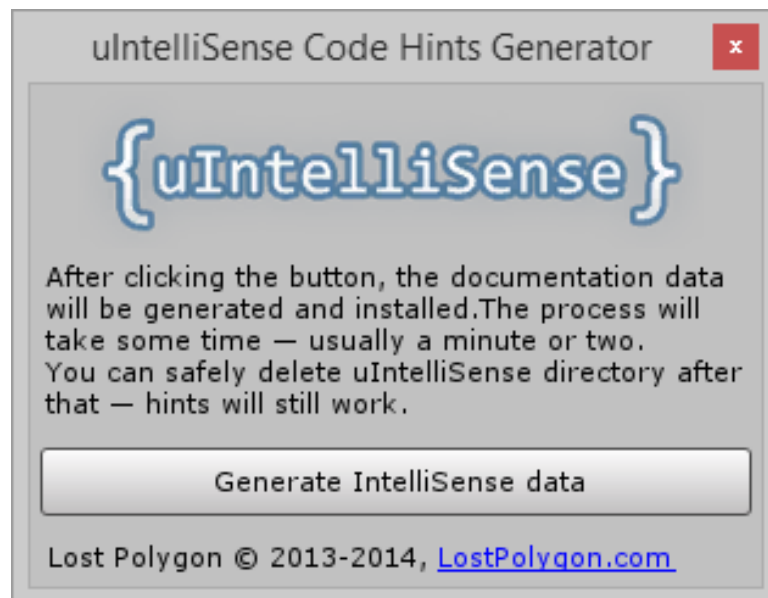 uIntelliSense Code Hints Generator
x
{uIntelliSense}
After clicking the button, the documentation data
will be generated and installed.The process will
take some time — usually a minute or two.
You can safely delete uIntelliSense directory after
that — hints will still work.
Generate IntelliSense data
Lost Polygon © 2013-2014, LostPolygon.com